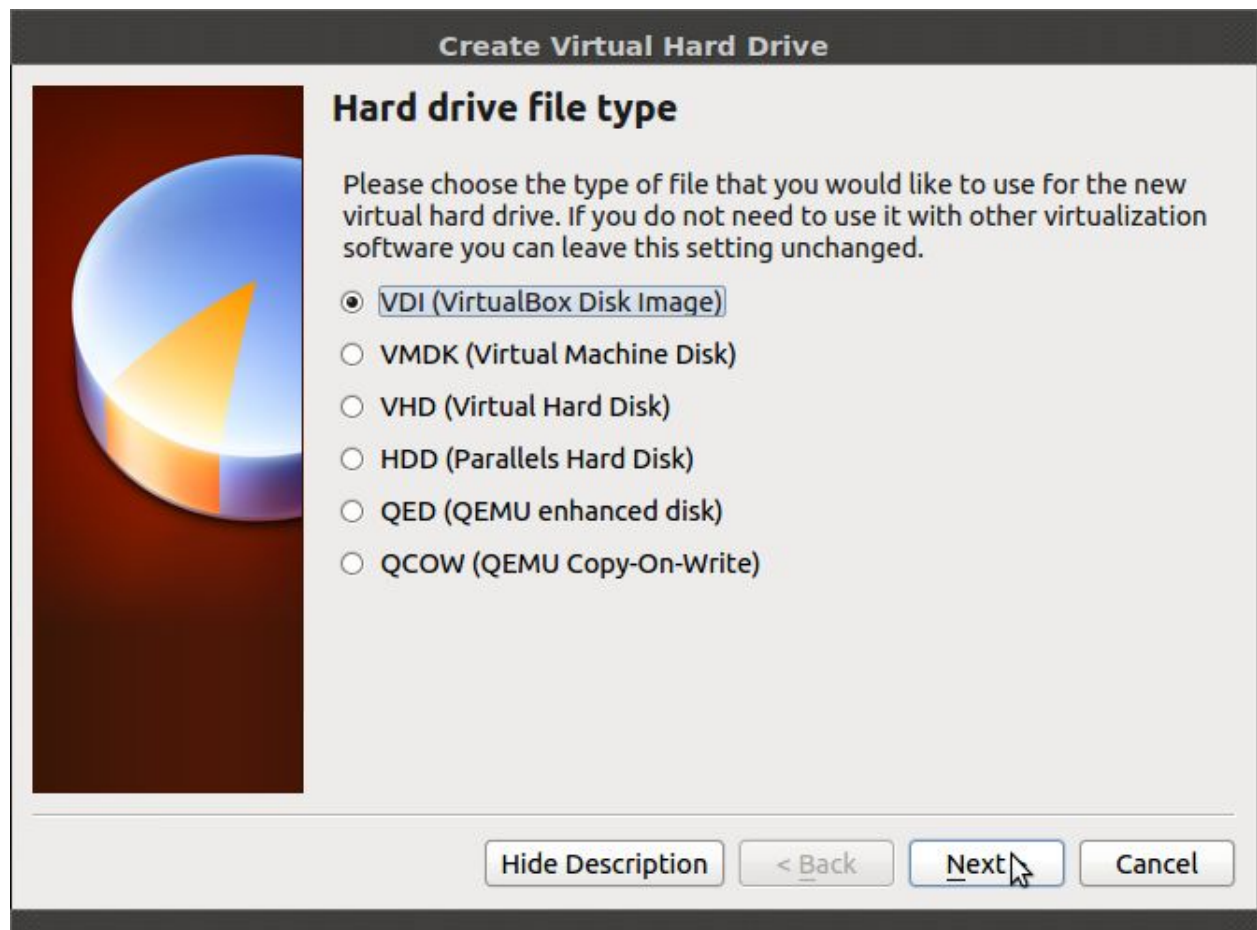 Create Virtual Hard Drive
Hard drive file type
Please choose the type of file that you would like to use for the new
virtual hard drive. If you do not need to use it with other virtualization
software you can leave this setting unchanged.
VDI (VirtualBox Disk Image)
VMDK (Virtual Machine Disk)
VHD (Virtual Hard Disk)
HDD (Parallels Hard Disk)
QED (QEMU enhanced disk)
QCOW (QEMU Copy-On-Write)
Hide Description < Back Next Cancel